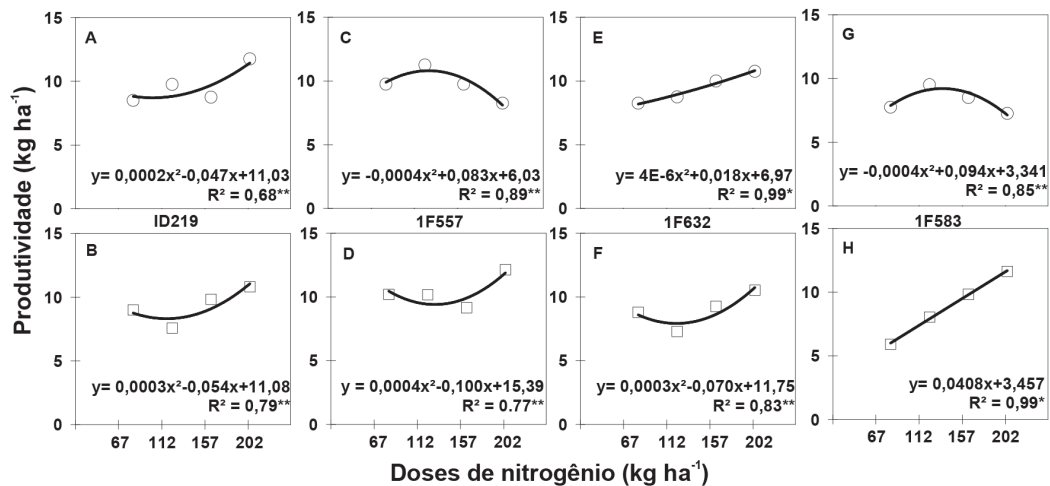 Produtividade (kg ha⁻¹)
15
10
5
0
A
y= 0,0002x²-0,047x+11,03
R² = 0,68**
15
10
5
0
C
y= -0,0004x²+0,083x+6,03
R² = 0,89**
15
10
5
0
E
y= 4E-6x²+0,018x+6,97
R² = 0,99*
15
10
5
0
G
y= -0,0004x²+0,094x+3,341
R² = 0,85**
ID219
1F557
1F632
1F583
15
10
5
0
B
y= 0,0003x²-0,054x+11,08
R² = 0,79**
67 112 157 202
15
10
5
0
D
y = 0,0004x²-0,100x+15,39
R² = 0.77**
67 112 157 202
15
10
5
0
F
y= 0,0003x²-0,070x+11,75
R² = 0,83**
67 112 157 202
15
10
5
0
H
y= 0,0408x+3,457
R² = 0,99*
67 112 157 202
Doses de nitrogênio (kg ha⁻¹)